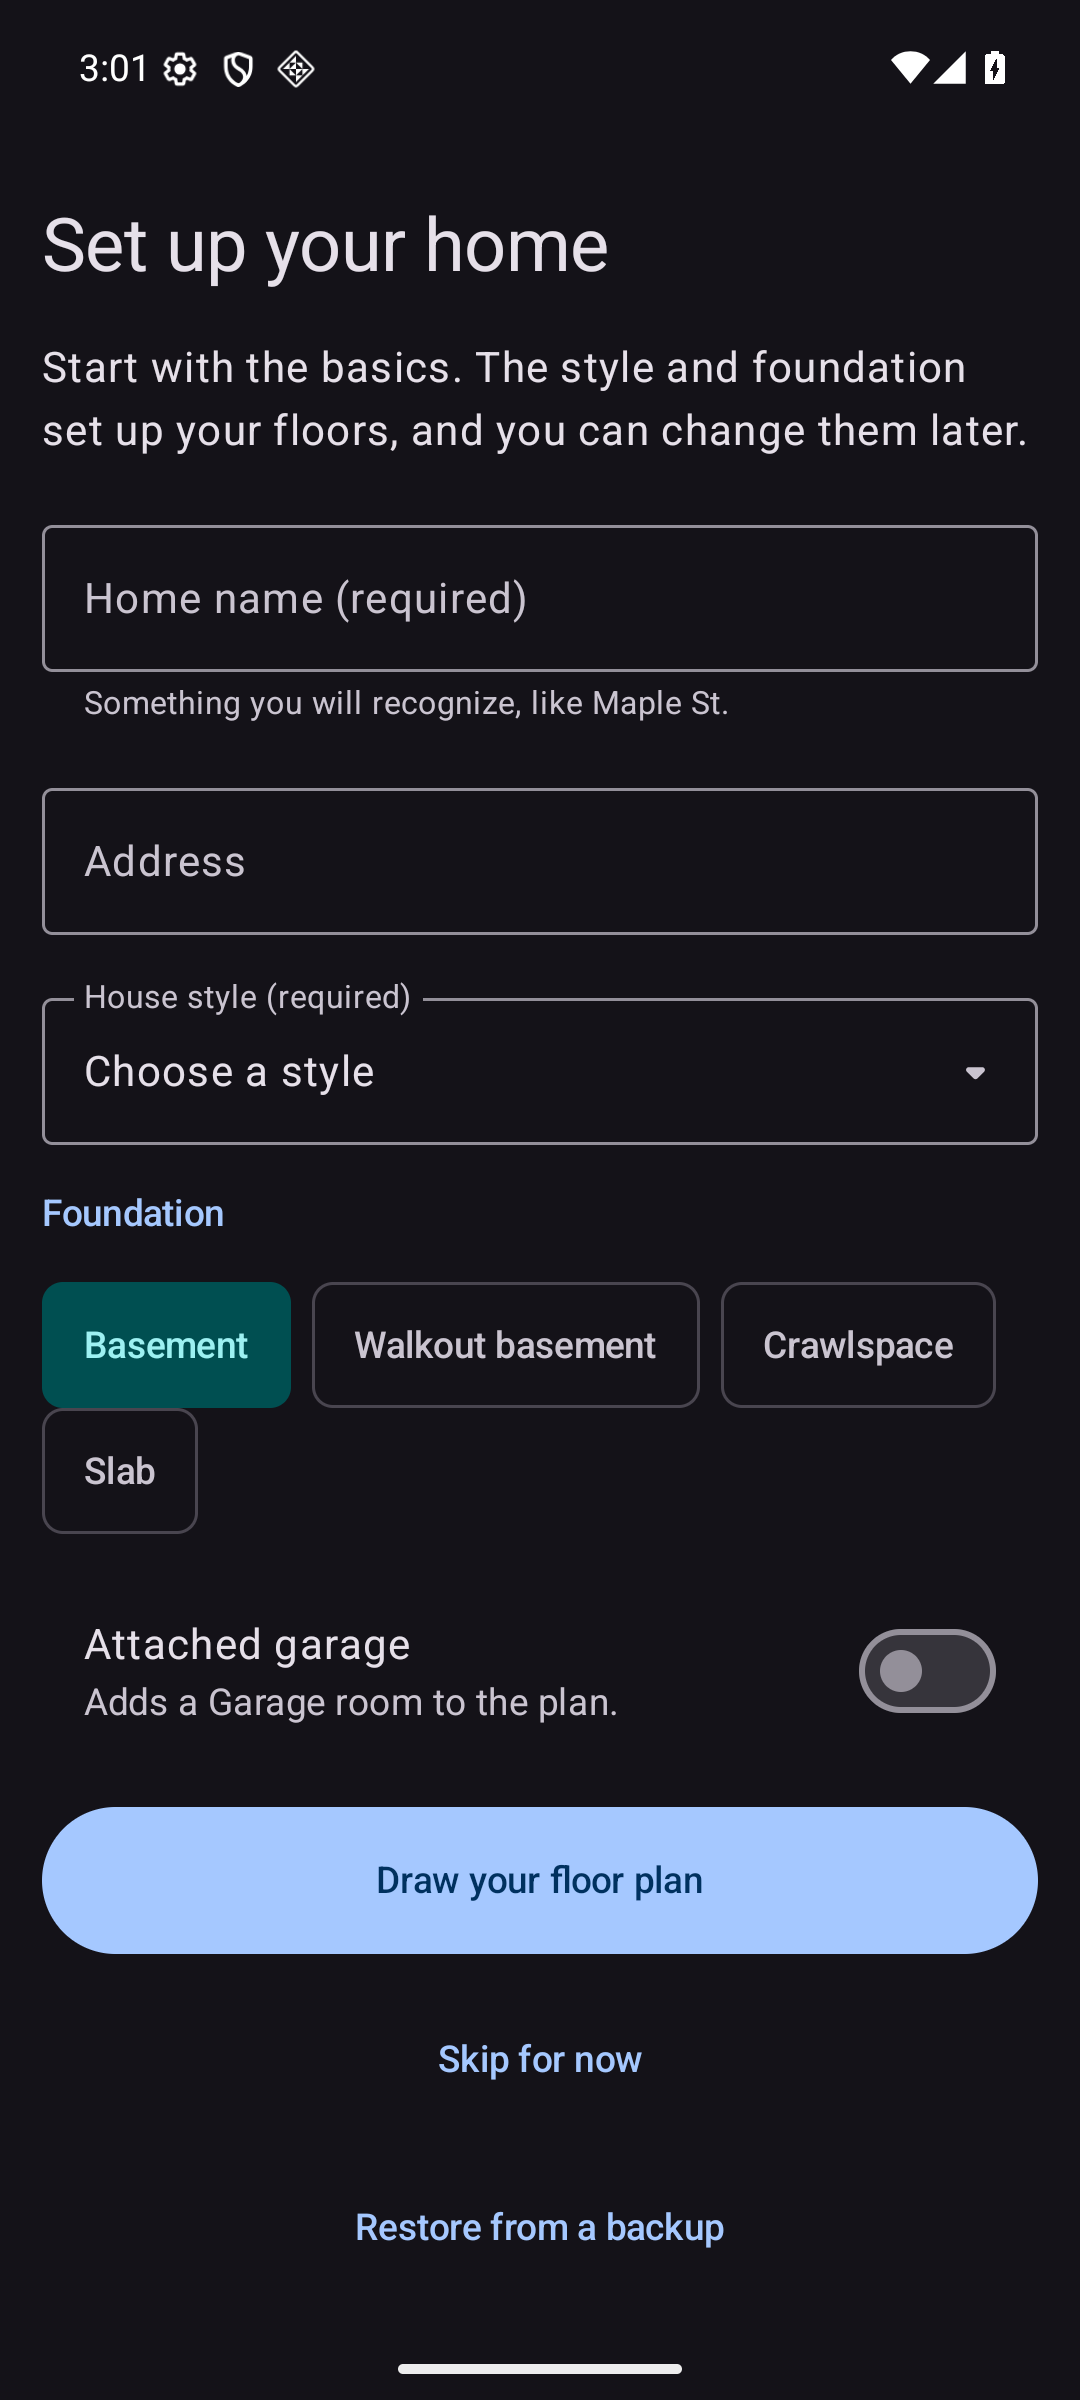 3:01
Set up your home
Start with the basics. The style and foundation
set up your floors, and you can change them later.
Home name (required)
Something you will recognize, like Maple St.
Address
House style (required)
Choose a style
Foundation
Basement
Walkout basement
Crawlspace
Slab
Attached garage
Adds a Garage room to the plan.
Draw your floor plan
Skip for now
Restore from a backup